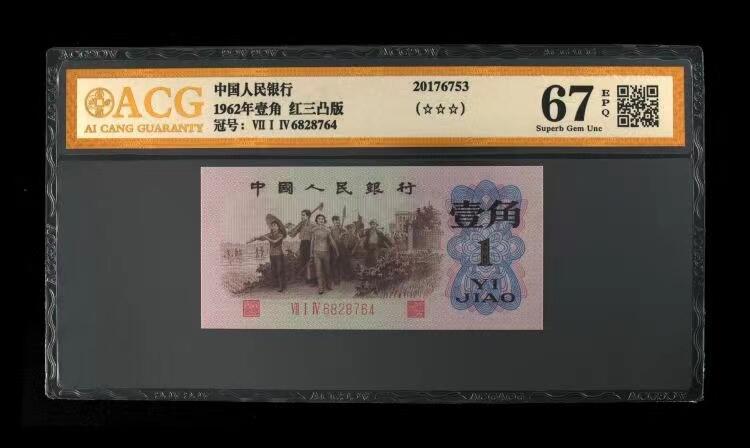 ACG
AI CANG GUARANTY
中国人民银行
1962年壹角 红三凸版
冠号: Ⅶ Ⅰ Ⅳ 6828764
20176753
(☆☆☆)
67
EPQ
Superb Gem Unc
中國人民銀行
壹角
1
YI
JIAO
Ⅶ Ⅰ Ⅳ 6828764